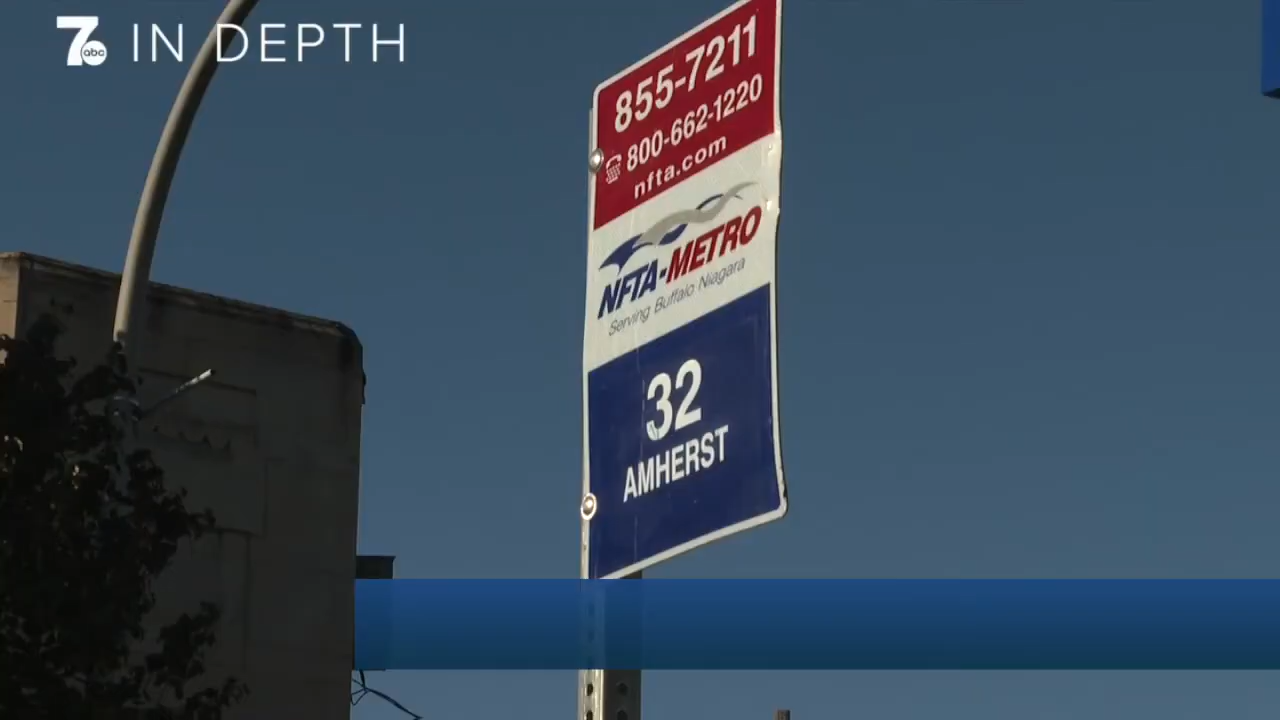 7 abc IN DEPTH
855-7211
800-662-1220
nfta.com
NFTA-METRO
Serving Buffalo Niagara
32
AMHERST